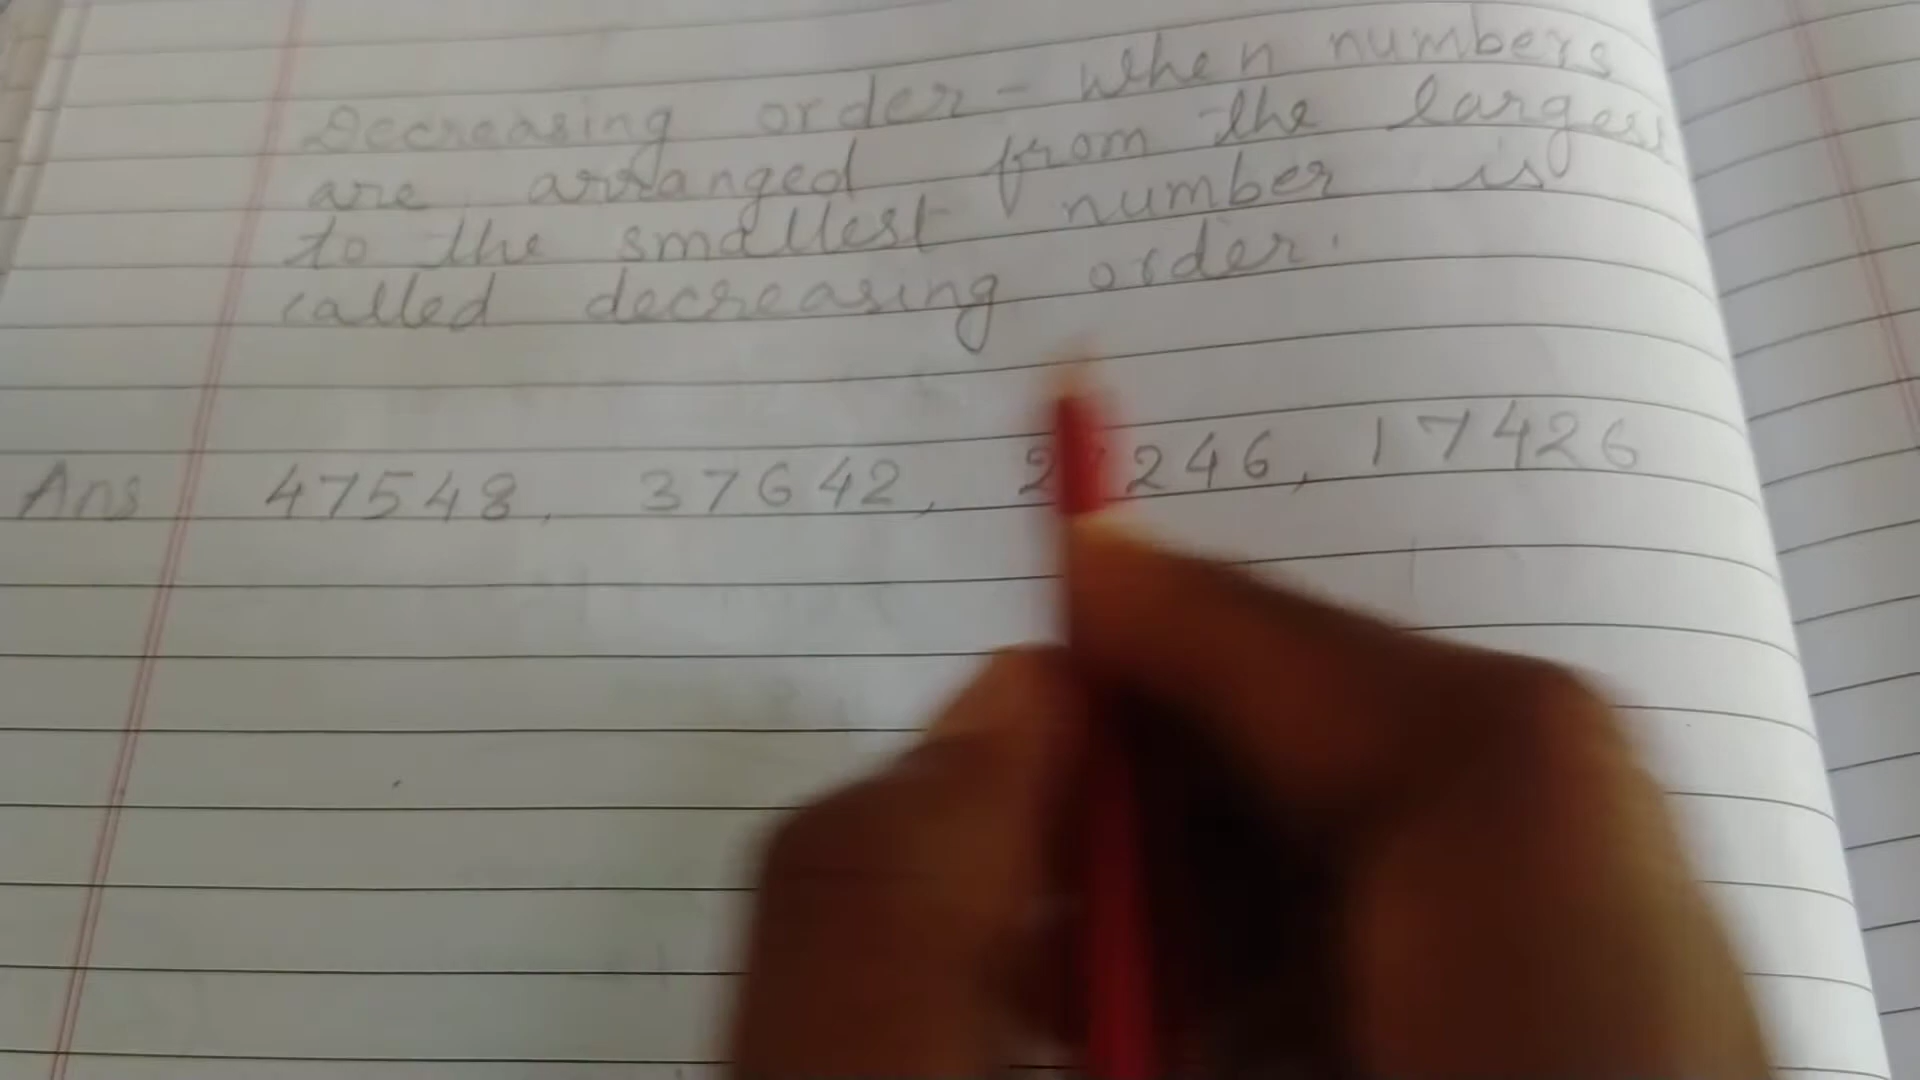 Decreasing order - When numbers
are arranged from the largest
to the smallest number is
called decreasing order.
Ans 47548, 37642, 246, 17426